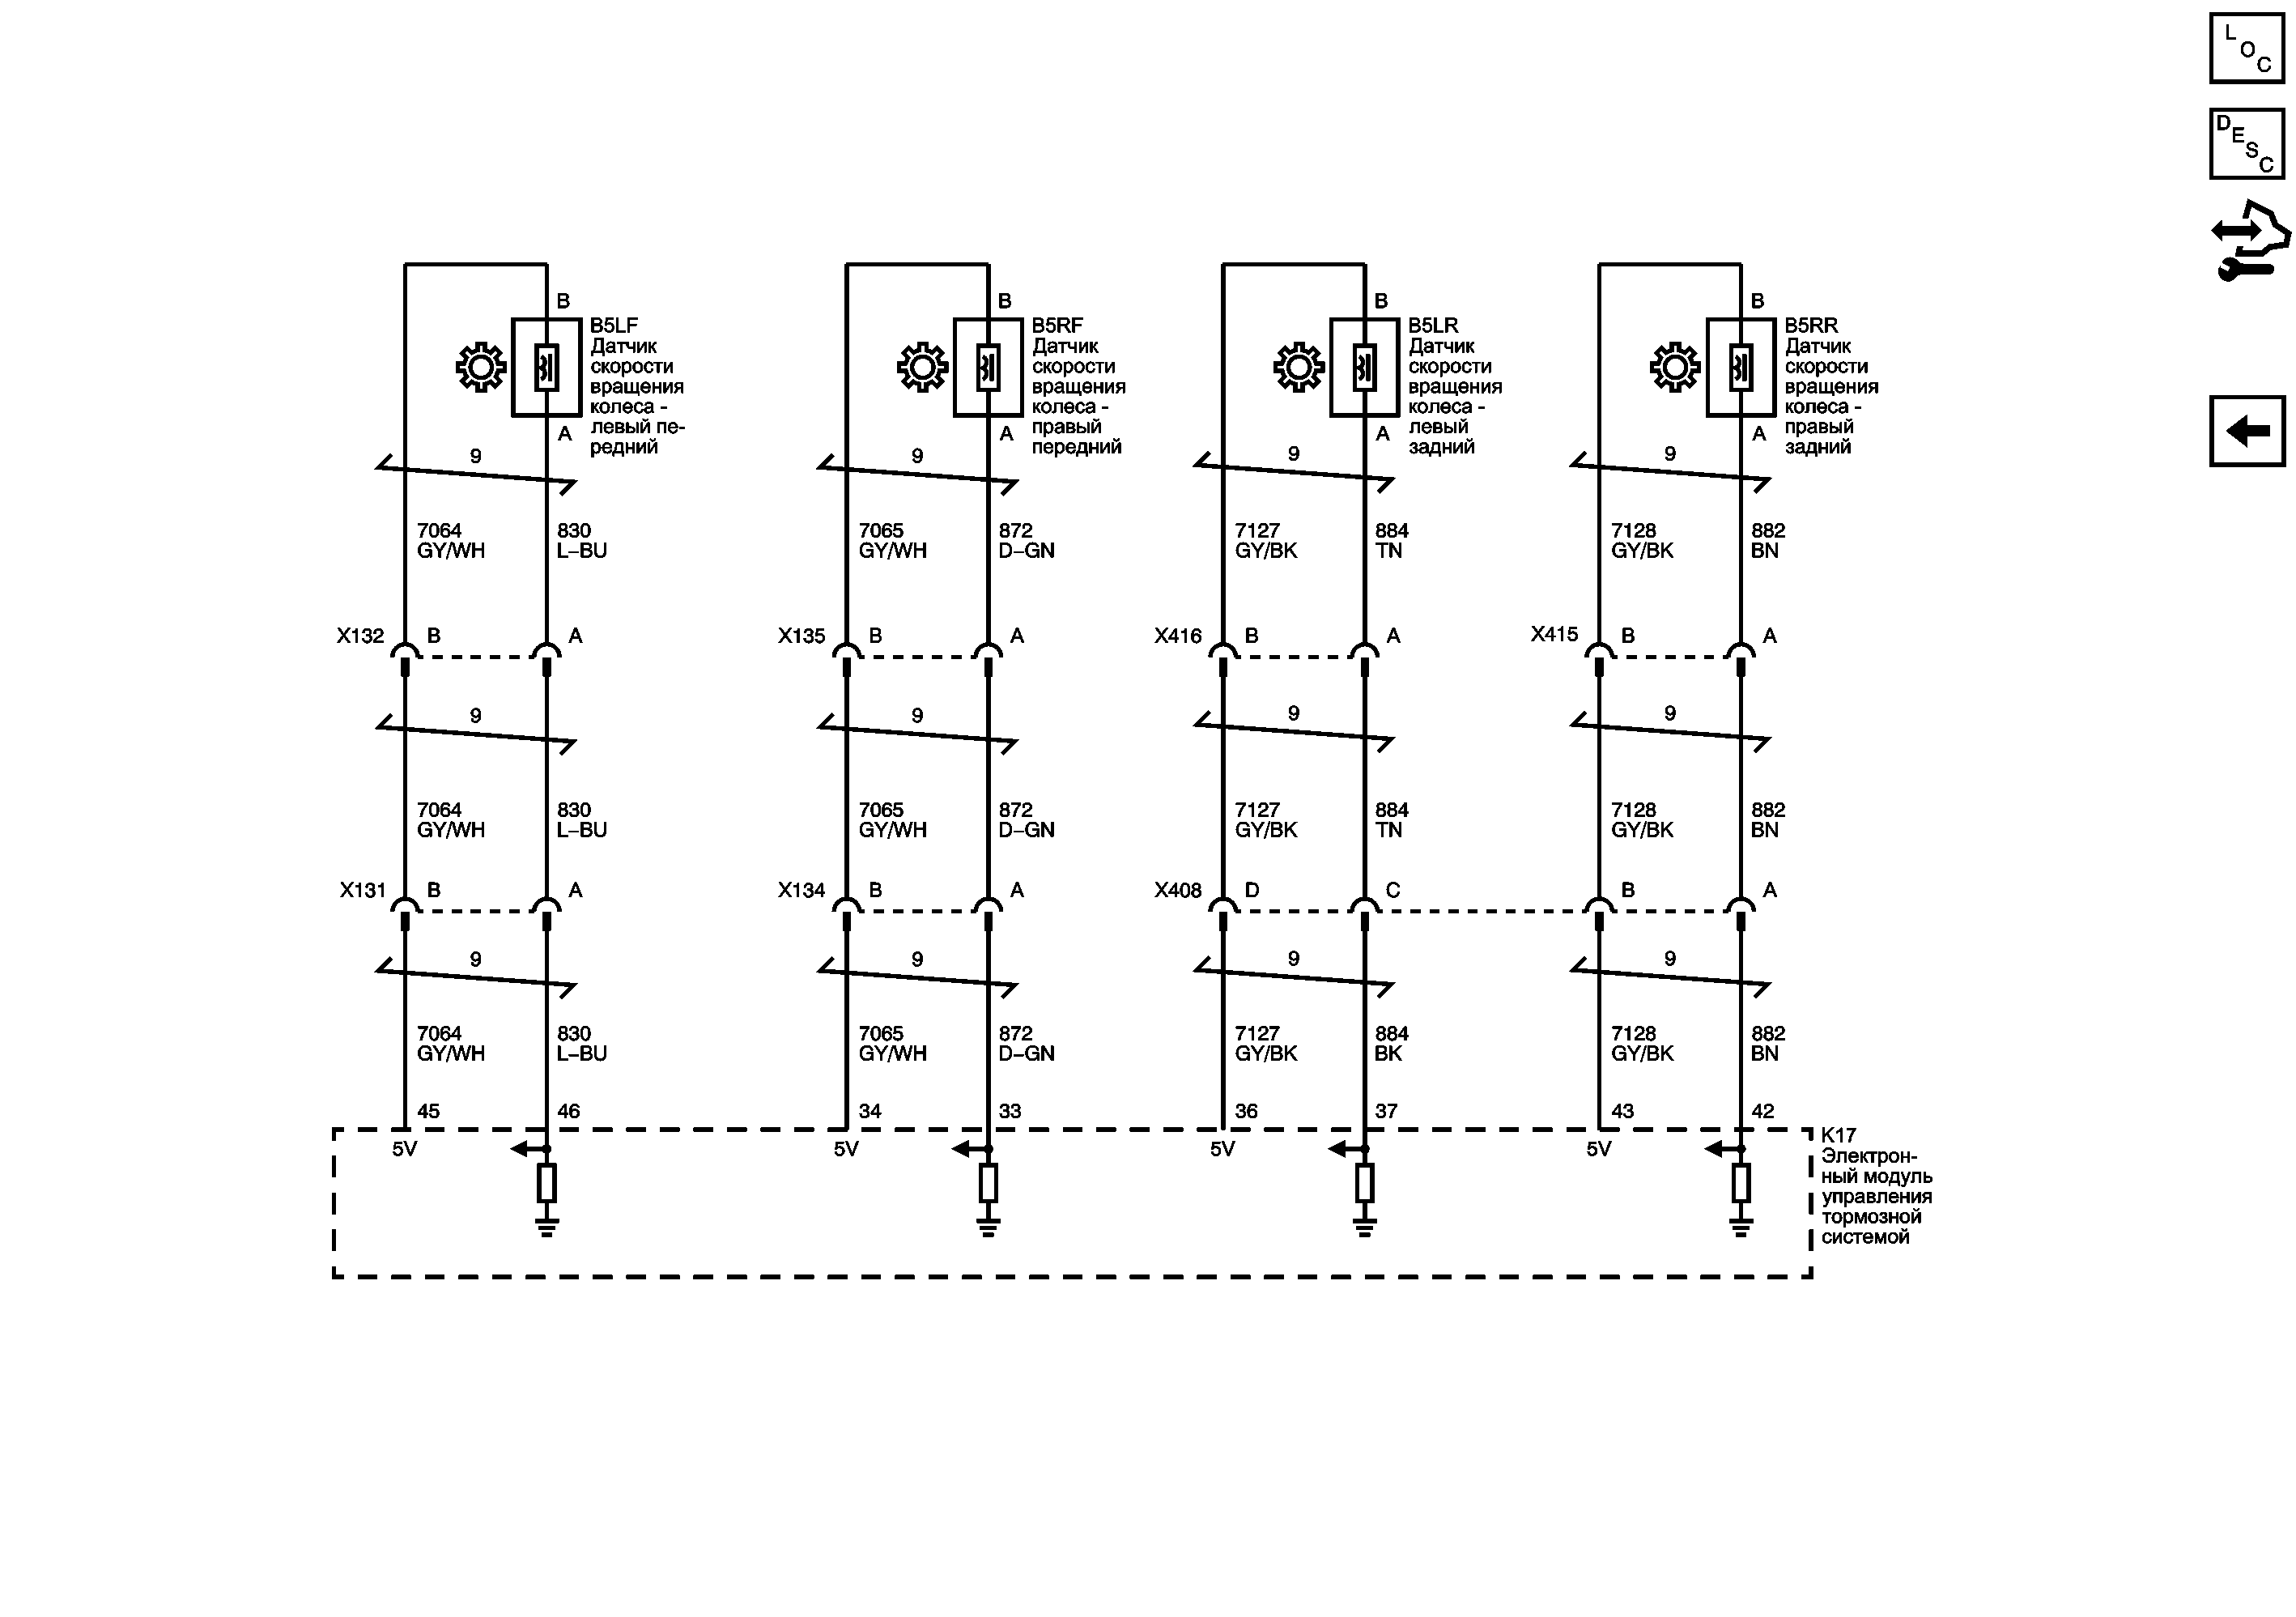 L
O
C
D
E
S
C
B
B5LF
Датчик
скорости
вращения
колеса -
левый пе-
редний
A
B
B5RF
Датчик
скорости
вращения
колеса -
правый
передний
A
B
B5LR
Датчик
скорости
вращения
колеса -
левый
задний
A
B
B5RR
Датчик
скорости
вращения
колеса -
правый
задний
A
9 9 9 9
7064 830 7065 872 7127 884 7128 882
GY/WH L–BU GY/WH D–GN GY/BK TN GY/BK BN
X132 B A X135 B A X416 B A X415 B A
9 9 9 9
7064 830 7065 872 7127 884 7128 882
GY/WH L–BU GY/WH D–GN GY/BK TN GY/BK BN
X131 B A X134 B A X408 D C B A
9 9 9 9
7064 830 7065 872 7127 884 7128 882
GY/WH L–BU GY/WH D–GN GY/BK BK GY/BK BN
45 46 34 33 36 37 43 42
5V 5V 5V 5V
K17
Электрон-
ный модуль
управления
тормозной
системой